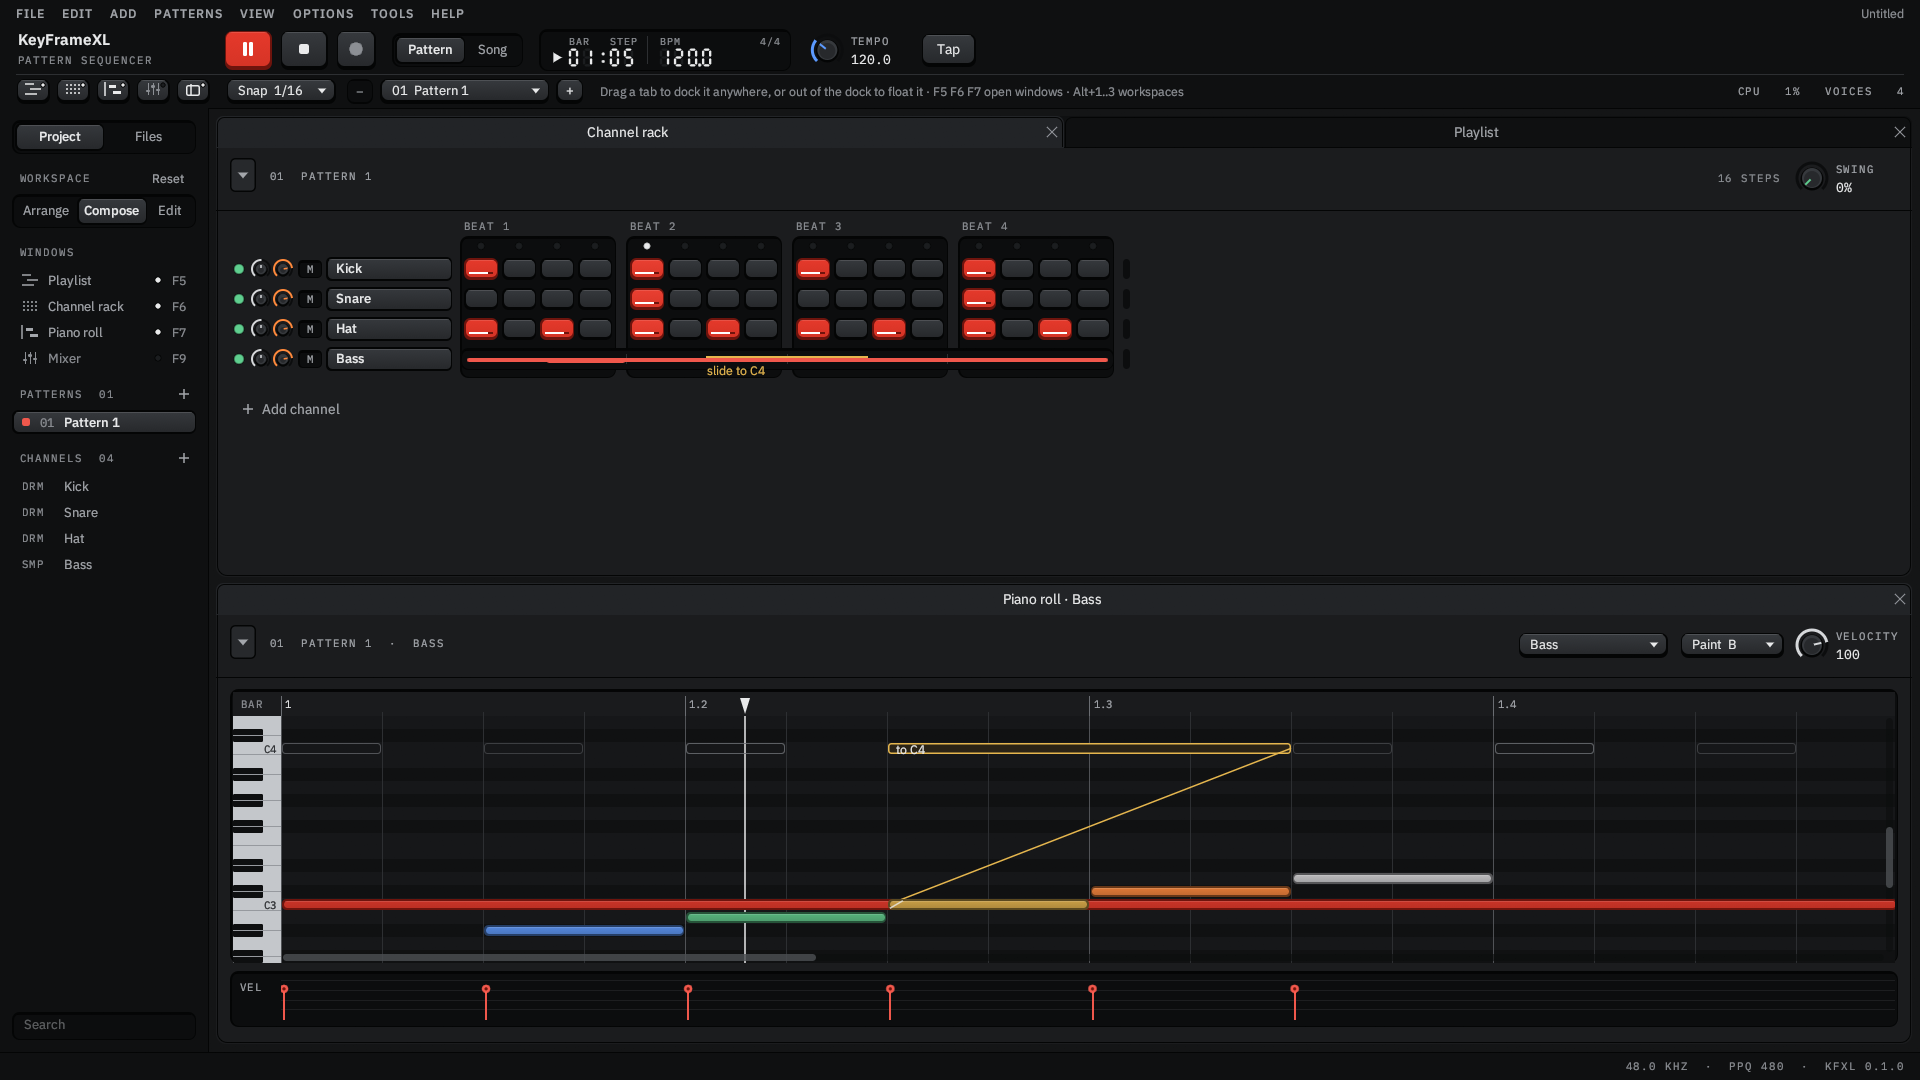 FILE EDIT ADD PATTERNS VIEW OPTIONS TOOLS HELP
Untitled
KeyFrameXL
PATTERN SEQUENCER
Pattern Song
BAR STEP BPM 4/4
01:05 120.0
TEMPO
120.0
Tap
Snap 1/16
−
01 Pattern 1
+
Drag a tab to dock it anywhere, or out of the dock to float it · F5 F6 F7 open windows · Alt+1..3 workspaces
CPU 1% VOICES 4
Project Files
WORKSPACE Reset
Arrange Compose Edit
WINDOWS
Playlist F5
Channel rack F6
Piano roll F7
Mixer F9
PATTERNS 01 +
01 Pattern 1
CHANNELS 04 +
DRM Kick
DRM Snare
DRM Hat
SMP Bass
Search
Channel rack
Playlist
01 PATTERN 1
16 STEPS
SWING
0%
BEAT 1 BEAT 2 BEAT 3 BEAT 4
M Kick
M Snare
M Hat
M Bass
slide to C4
+ Add channel
Piano roll · Bass
01 PATTERN 1 · BASS
Bass
Paint B
VELOCITY
100
BAR 1 1.2 1.3 1.4
C4
to C4
C3
VEL
48.0 KHZ · PPQ 480 · KFXL 0.1.0